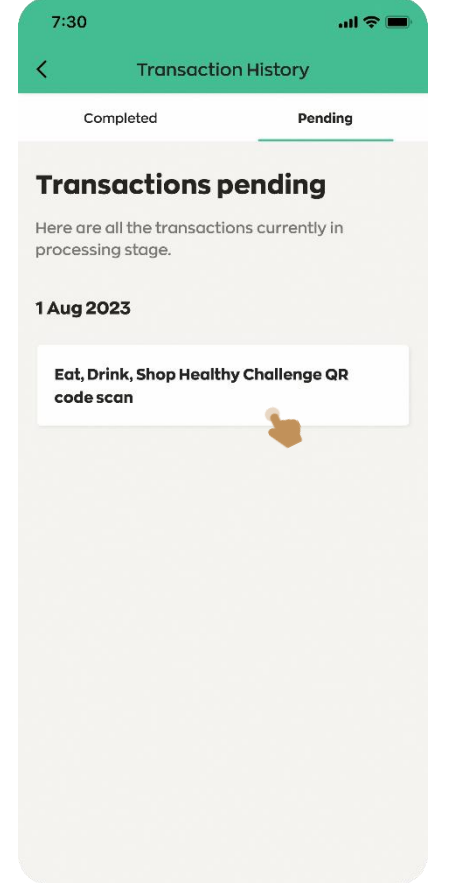 7:30
Transaction History
Completed
Pending
Transactions pending
Here are all the transactions currently in
processing stage.
1 Aug 2023
Eat, Drink, Shop Healthy Challenge QR
code scan